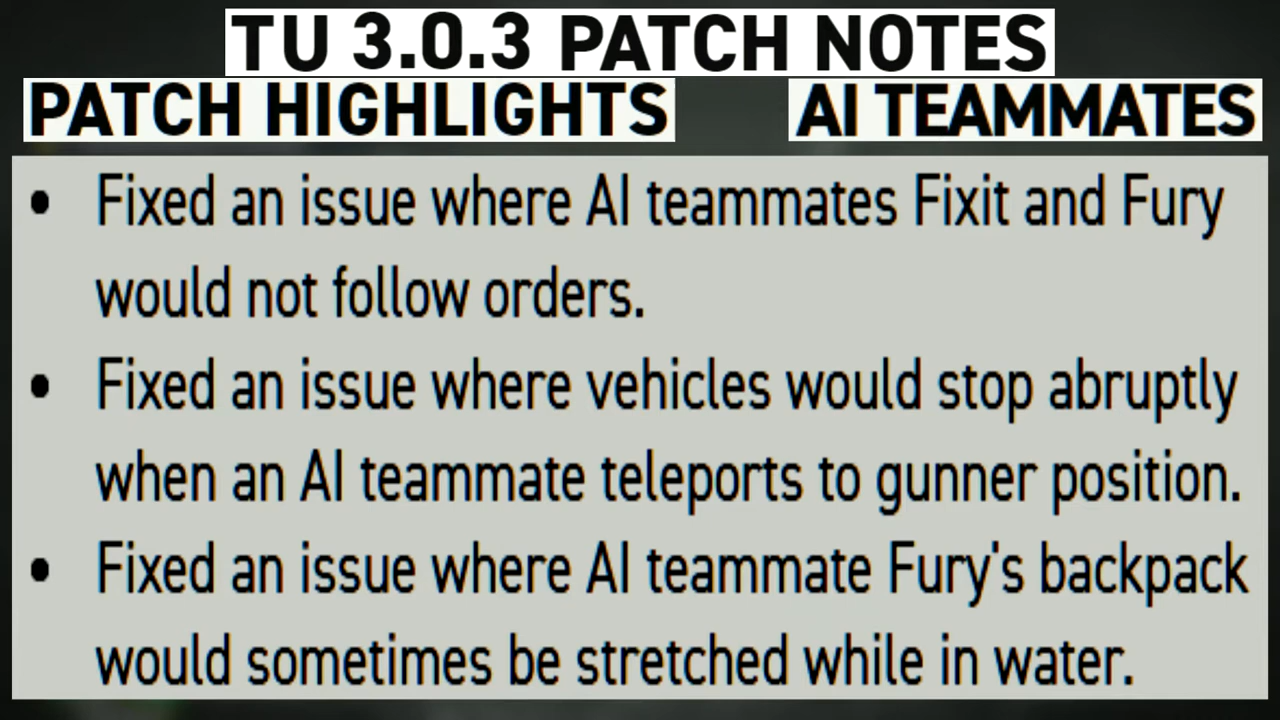 TU 3.0.3 PATCH NOTES
PATCH HIGHLIGHTS
AI TEAMMATES
• Fixed an issue where AI teammates Fixit and Fury
would not follow orders.
• Fixed an issue where vehicles would stop abruptly
when an AI teammate teleports to gunner position.
• Fixed an issue where AI teammate Fury's backpack
would sometimes be stretched while in water.